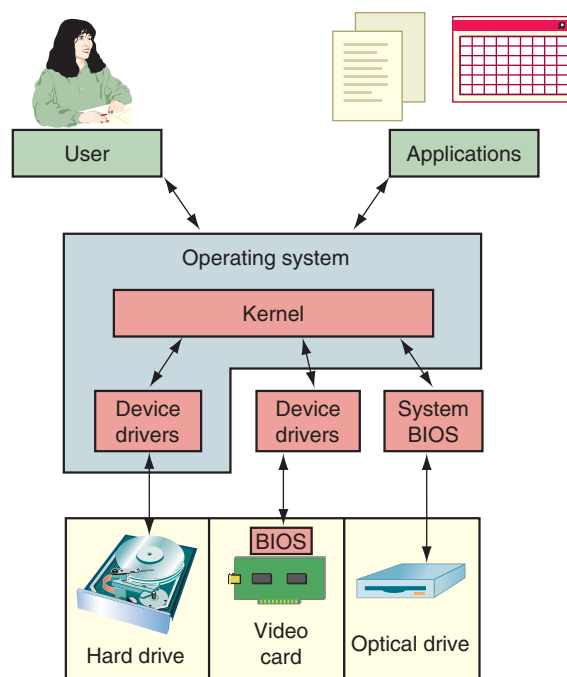 User
Applications
Operating system
Kernel
Device
drivers
Device
drivers
System
BIOS
BIOS
Hard drive
Video
card
Optical drive